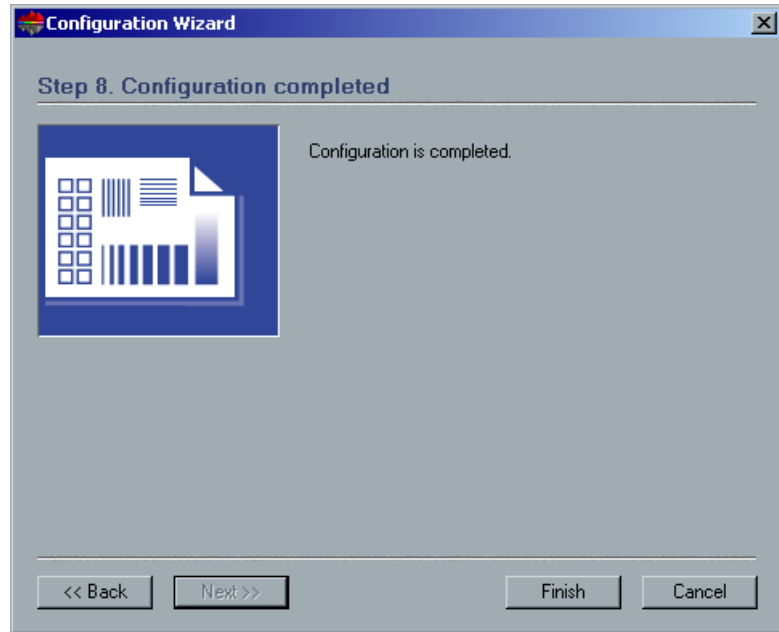 Configuration Wizard
Step 8. Configuration completed
Configuration is completed.
<< Back
Next >>
Finish
Cancel